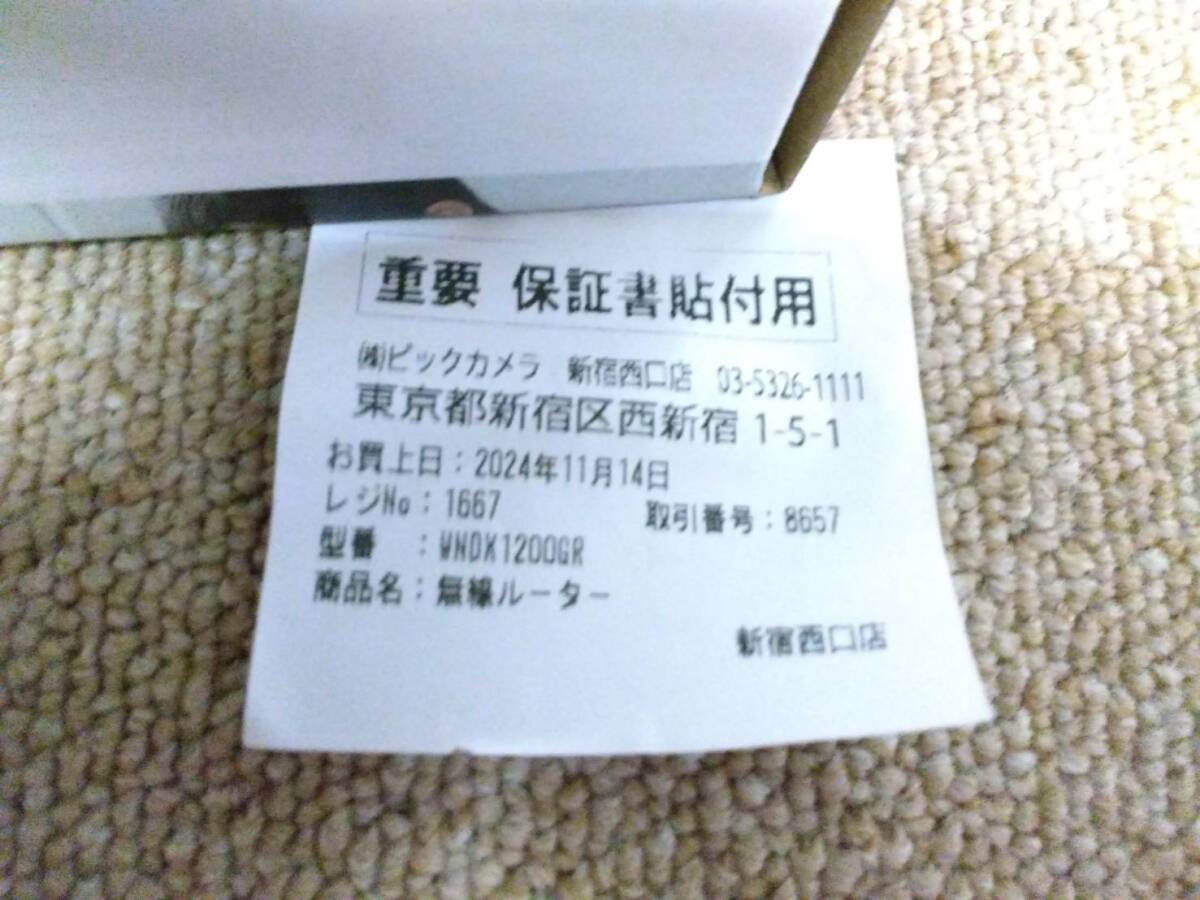 重要 保証書貼付用
㈱ビックカメラ 新宿西口店 03-5326-1111
東京都新宿区西新宿 1-5-1
お買上日：2024年11月14日
レジNo：1667 取引番号：8657
型番 ：WNDX1200GR
商品名：無線ルーター
新宿西口店